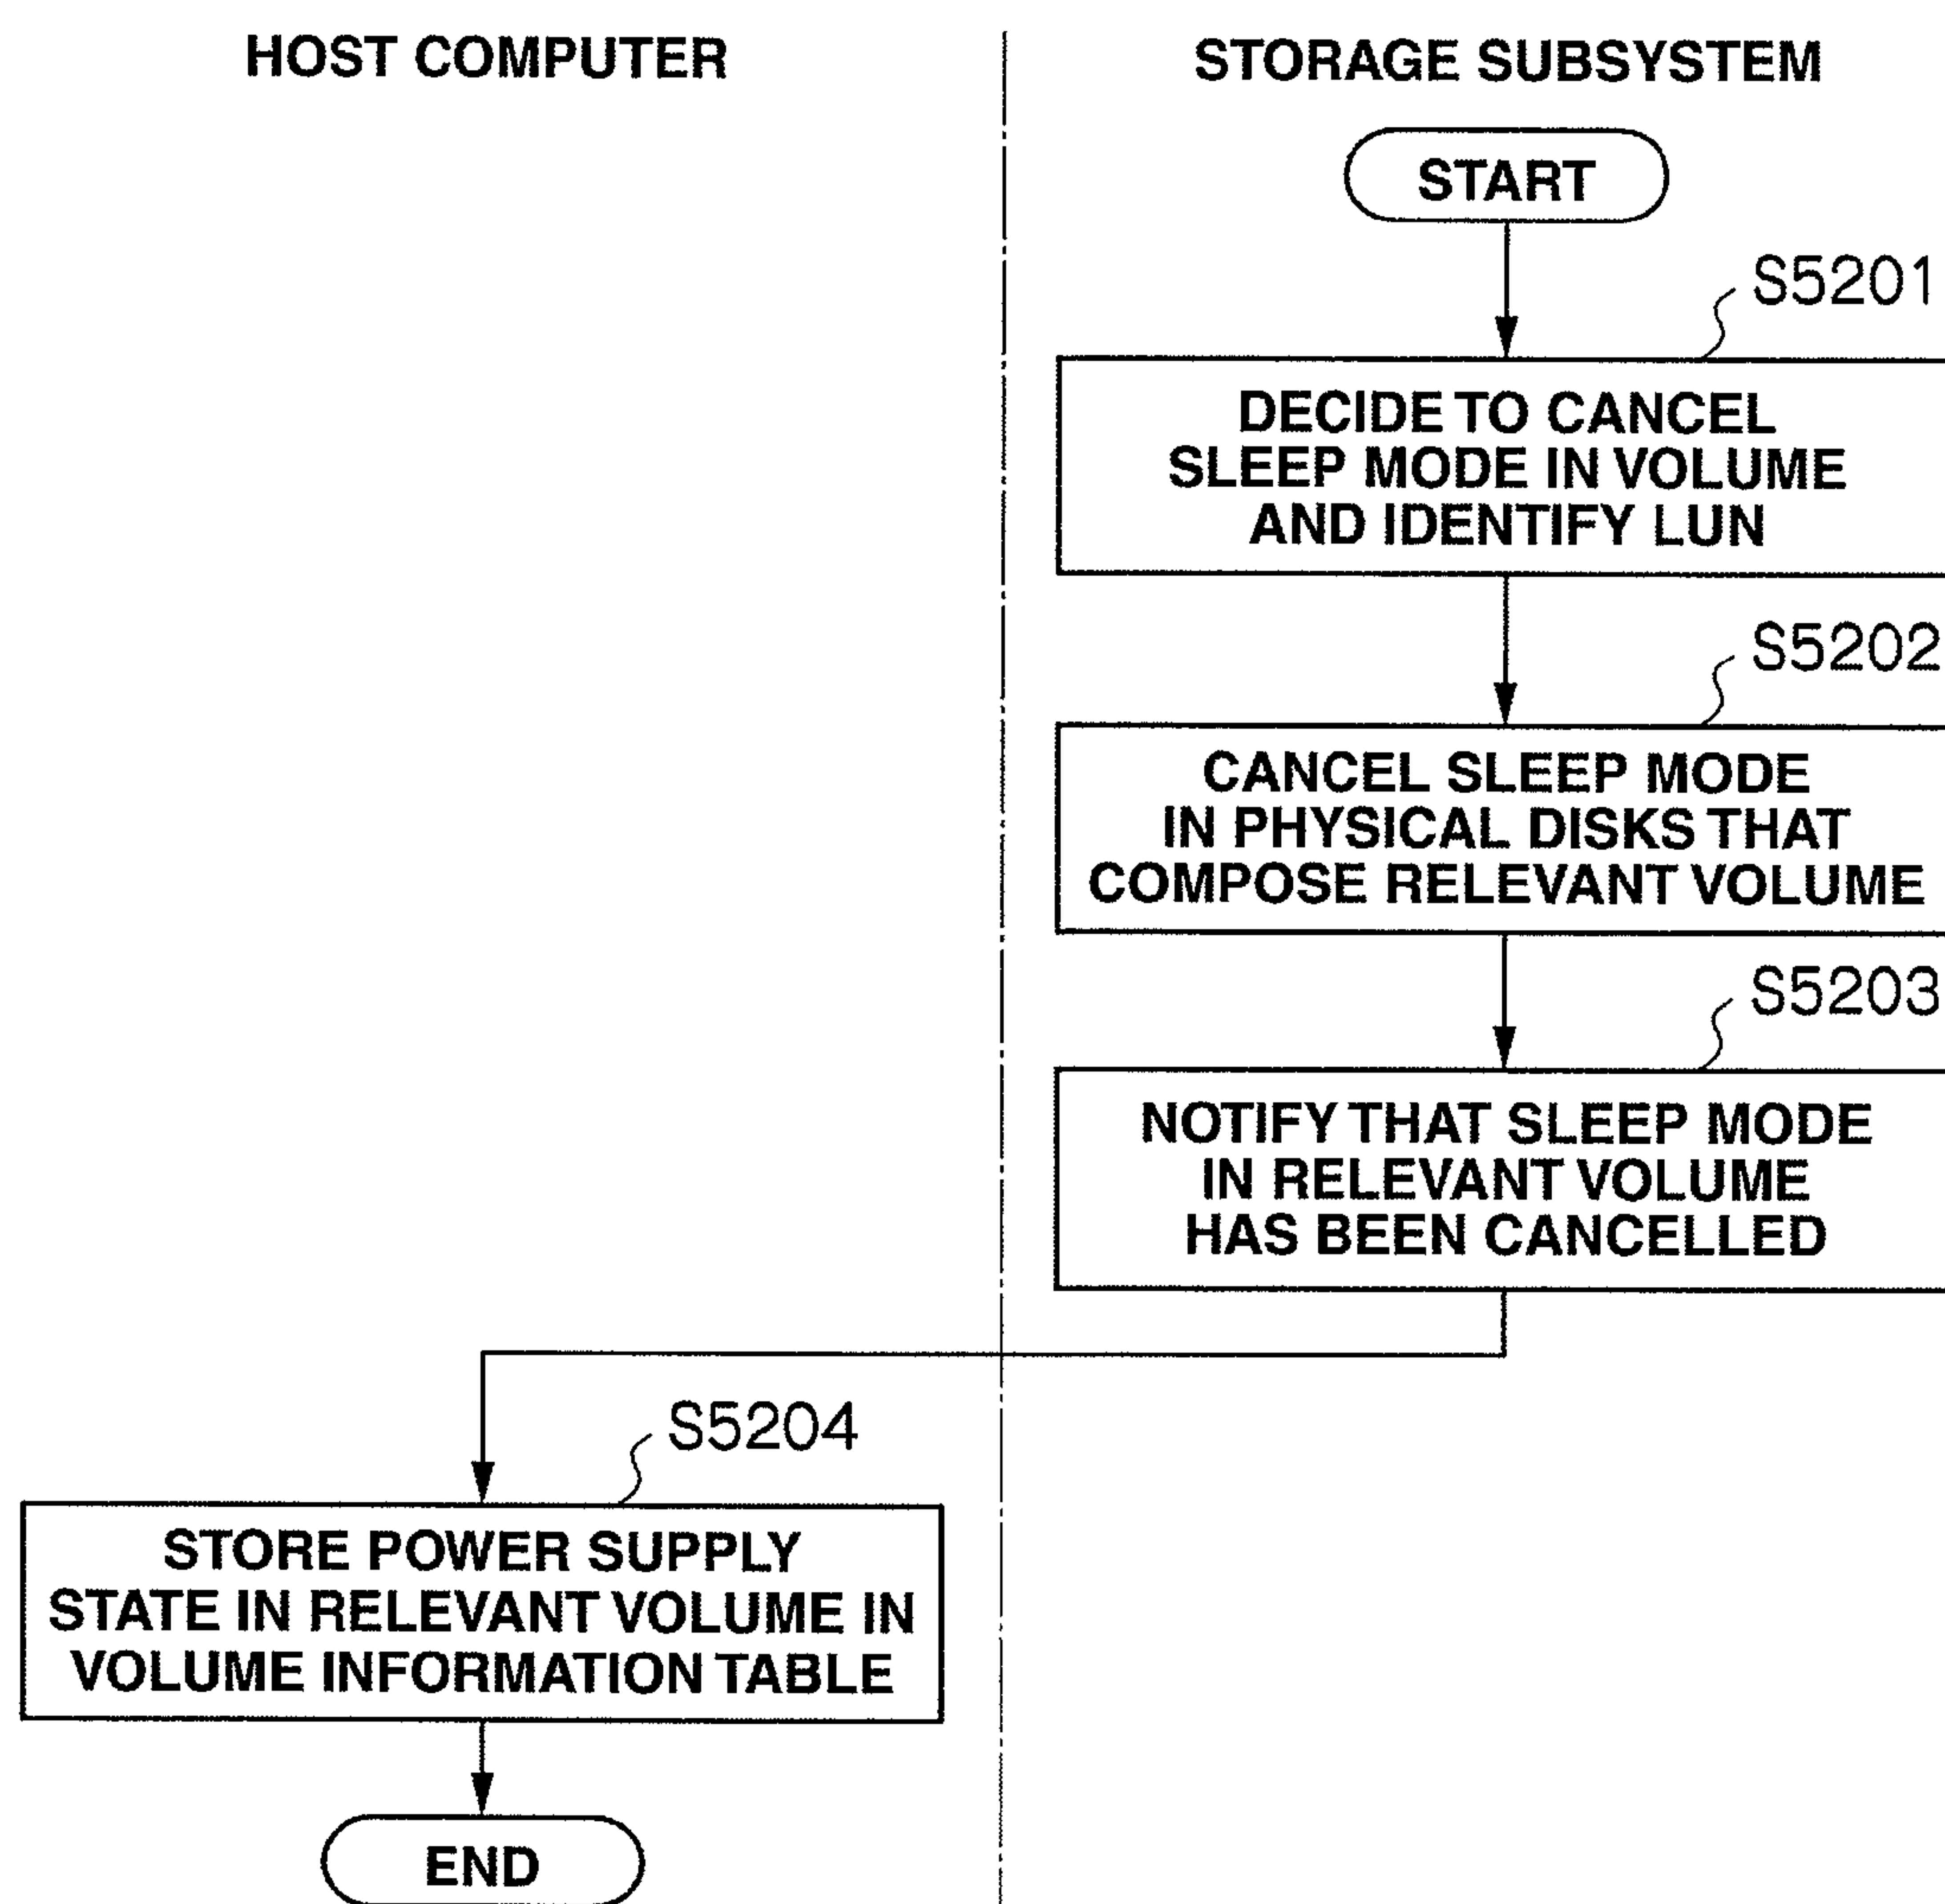 HOST COMPUTER
STORAGE SUBSYSTEM
START
S5201
DECIDE TO CANCEL
SLEEP MODE IN VOLUME
AND IDENTIFY LUN
S5202
CANCEL SLEEP MODE
IN PHYSICAL DISKS THAT
COMPOSE RELEVANT VOLUME
S5203
NOTIFY THAT SLEEP MODE
IN RELEVANT VOLUME
HAS BEEN CANCELLED
S5204
STORE POWER SUPPLY
STATE IN RELEVANT VOLUME IN
VOLUME INFORMATION TABLE
END